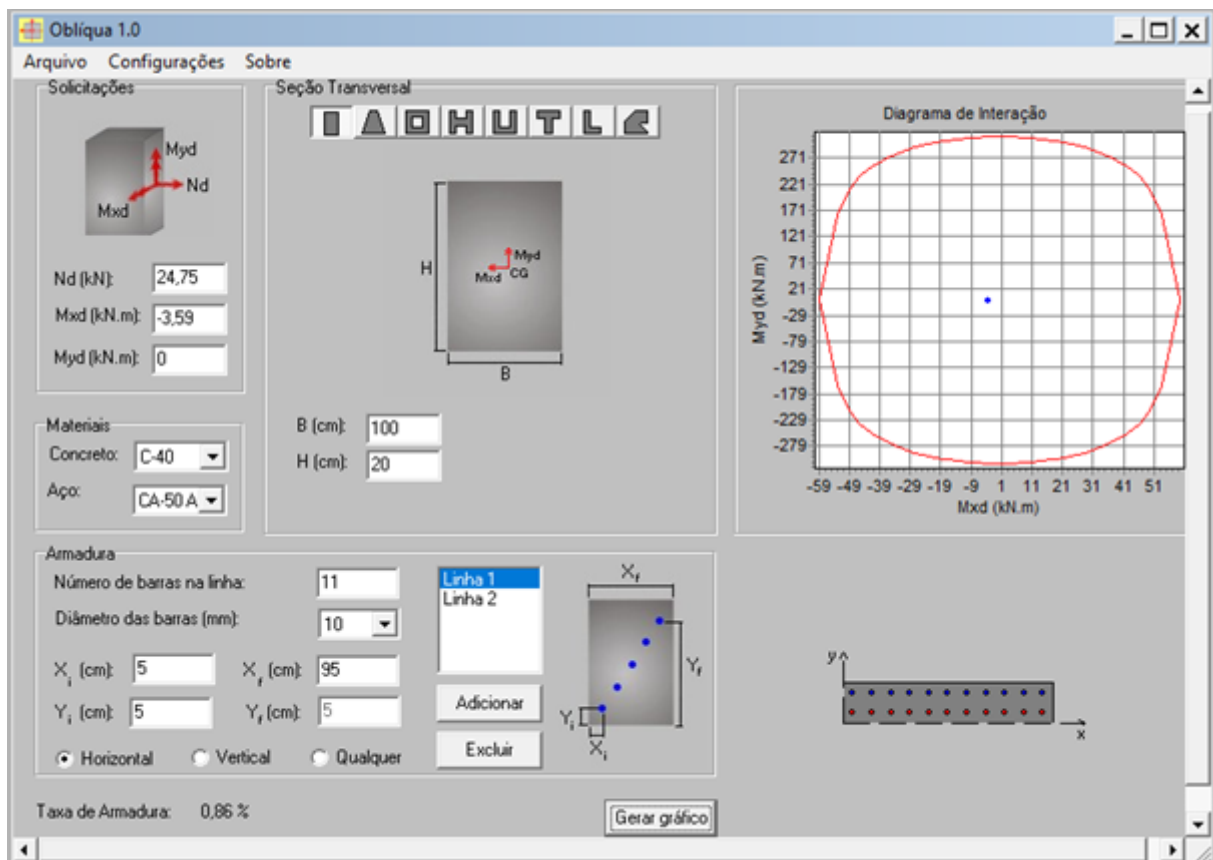 Oblíqua 1.0
Arquivo Configurações Sobre
Solicitações
Myd
Nd
Mxd
Nd (kN): 24,75
Mxd (kN.m): -3,59
Myd (kN.m): 0
Materiais
Concreto: C-40
Aço: CA-50 A
Seção Transversal
H
Myd
Mxd CG
B
B (cm): 100
H (cm): 20
Diagrama de Interação
Myd (kN.m)
271
221
171
121
71
21
-29
-79
-129
-179
-229
-279
-59 -49 -39 -29 -19 -9 1 11 21 31 41 51
Mxd (kN.m)
Armadura
Número de barras na linha: 11
Diâmetro das barras (mm): 10
Xi (cm): 5 Xf (cm): 95
Yi (cm): 5 Yf (cm): 5
Horizontal Vertical Qualquer
Linha 1
Linha 2
Adicionar
Excluir
Xf
Yf
Yi
Xi
y
x
Taxa de Armadura: 0,86 %
Gerar gráfico